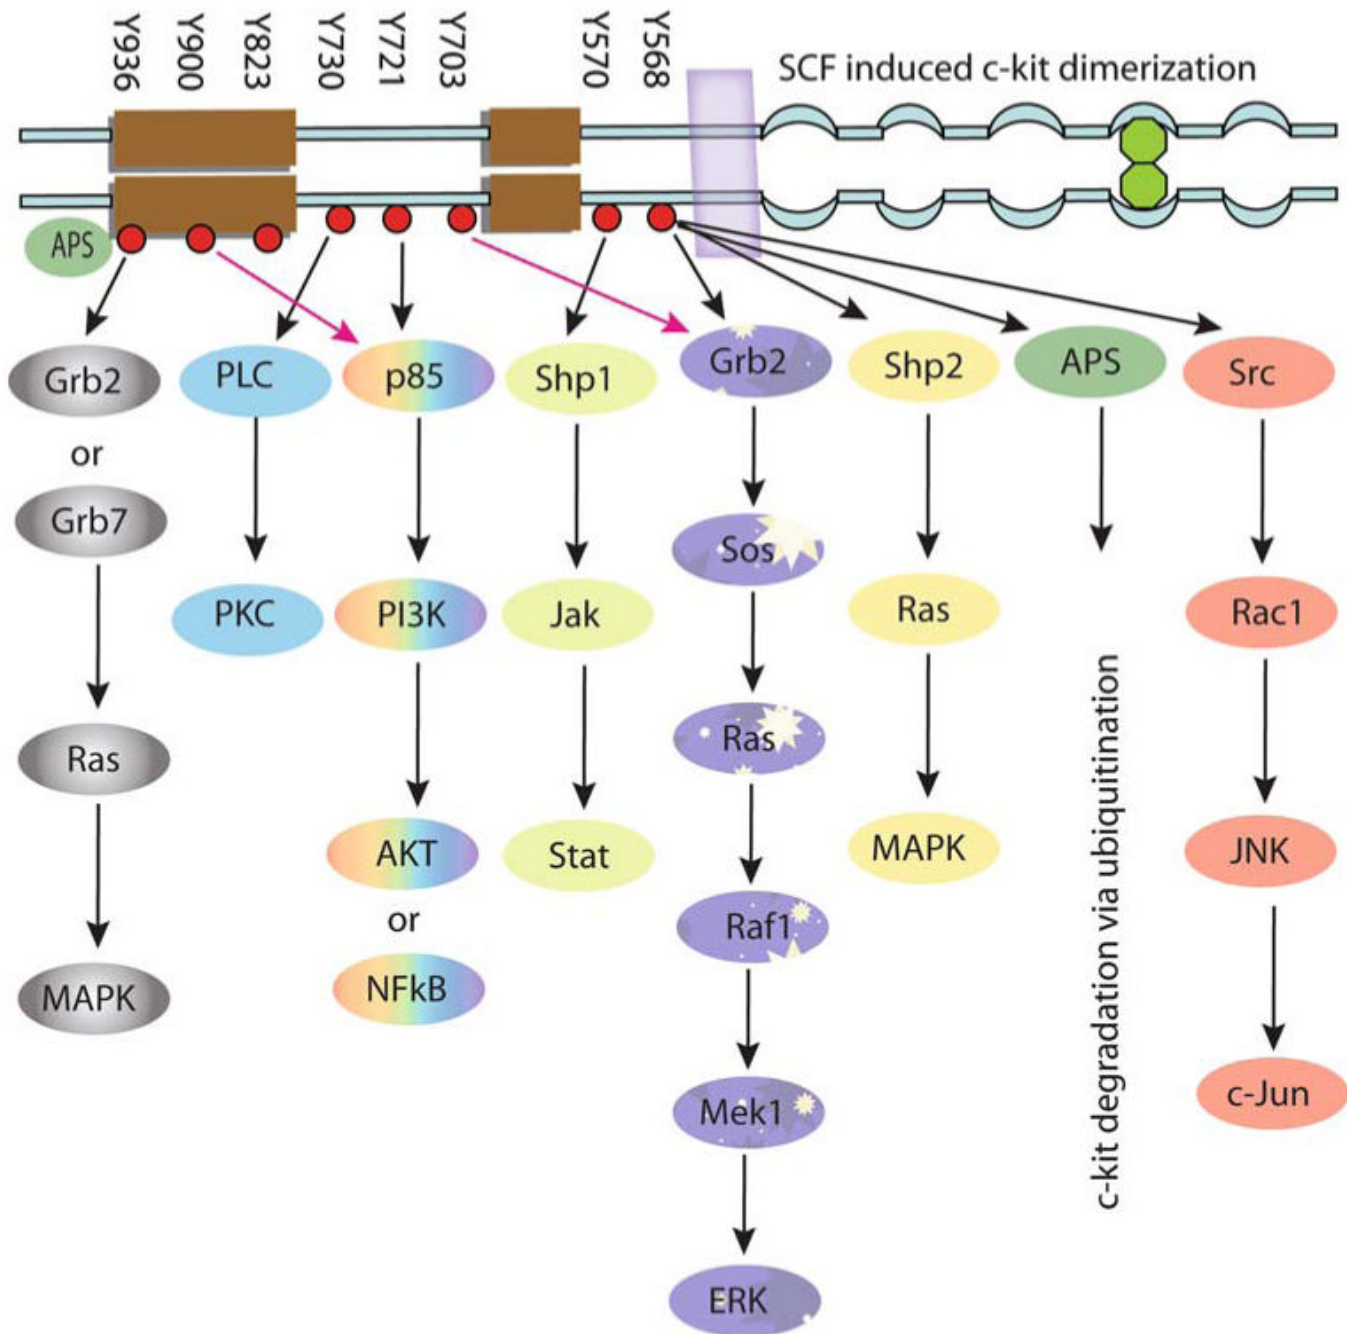 Y936
Y900
Y823
Y730
Y721
Y703
Y570
Y568
SCF induced c-kit dimerization
APS
Grb2
PLC
p85
Shp1
Grb2
Shp2
APS
Src
or
Grb7
Sos
PKC
PI3K
Jak
Ras
Rac1
Ras
Ras
AKT
Stat
MAPK
JNK
or
Raf1
MAPK
NFkB
c-kit degradation via ubiquitination
Mek1
c-Jun
ERK